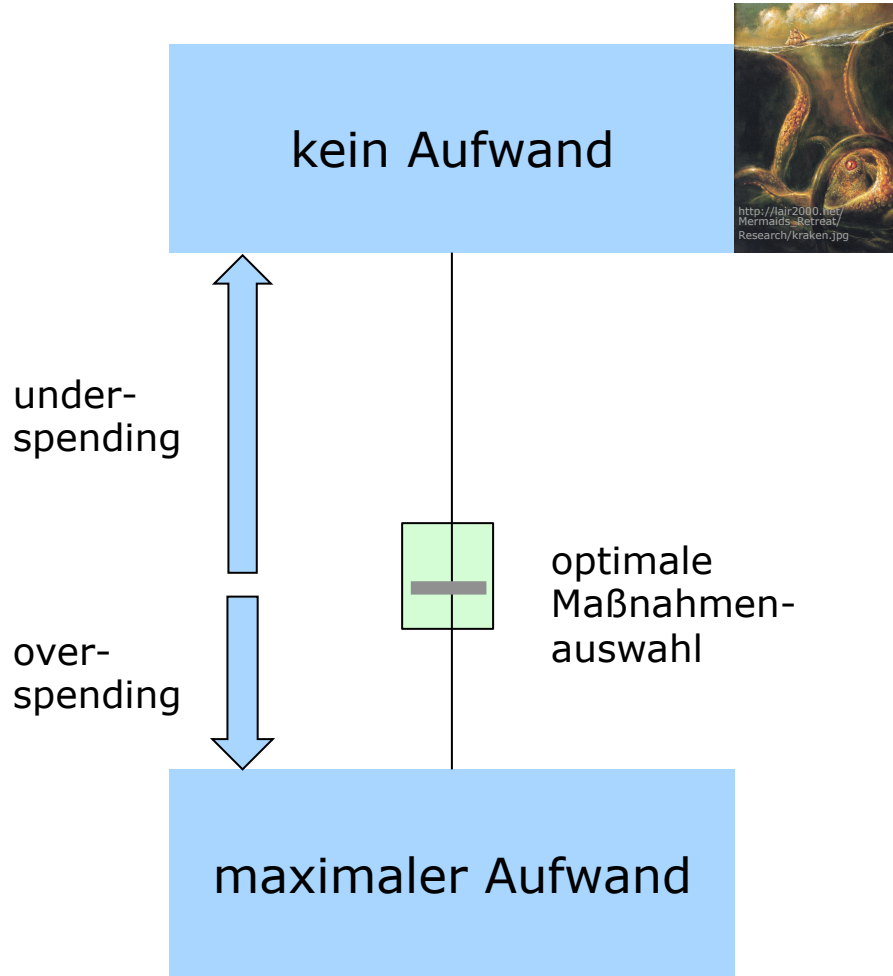 kein Aufwand
http://lair2000.net/
Mermaids_Retreat/
Research/kraken.jpg
under-
spending
optimale
Maßnahmen-
auswahl
over-
spending
maximaler Aufwand